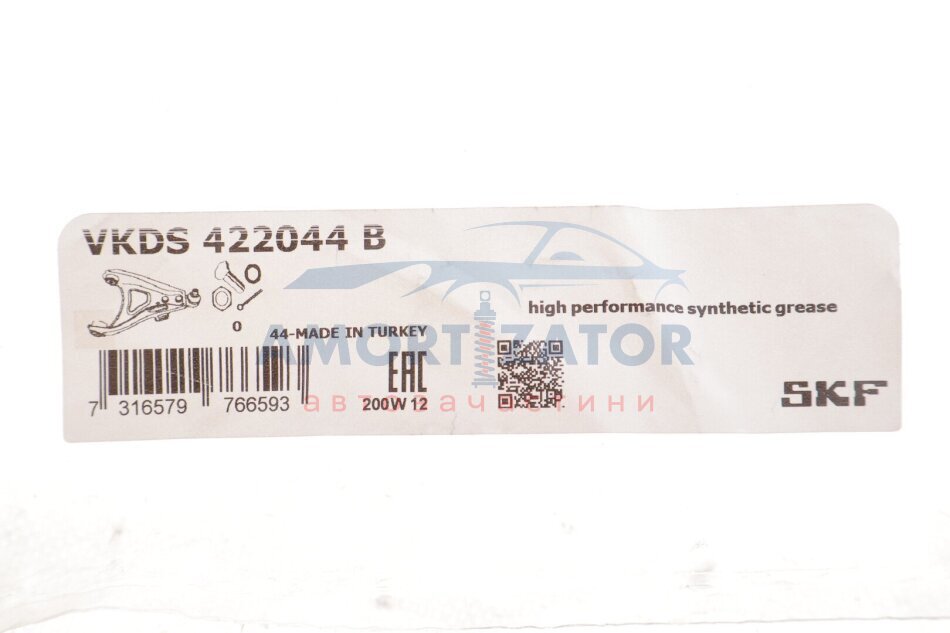 VKDS 422044 B
high performance synthetic grease
0
44-MADE IN TURKEY
AMORTIZATOR
EAC
7 316579 766593
200W 12
автозапчастини
SKF